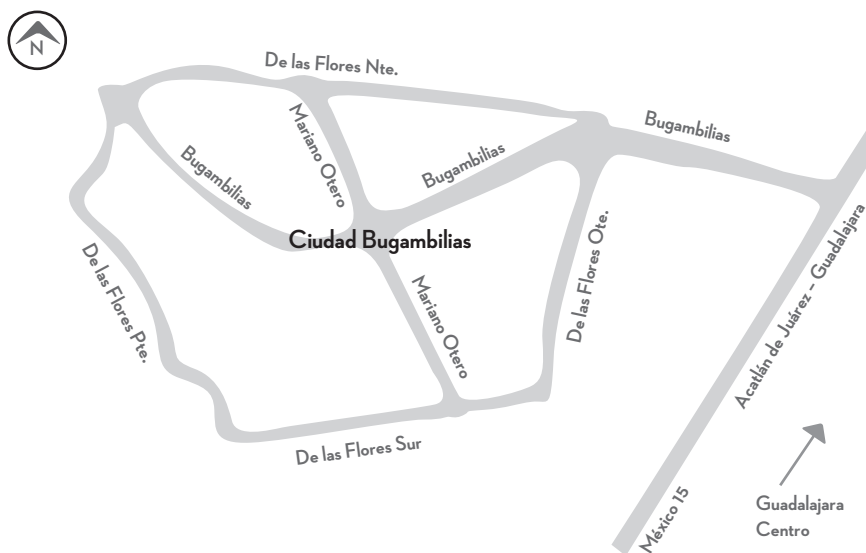 N
De las Flores Nte.
Bugambilias
Mariano Otero
Bugambilias
Bugambilias
Ciudad Bugambilias
De las Flores Ote.
De las Flores Pte.
Mariano Otero
Acatlán de Juárez – Guadalajara
De las Flores Sur
México 15
Guadalajara
Centro